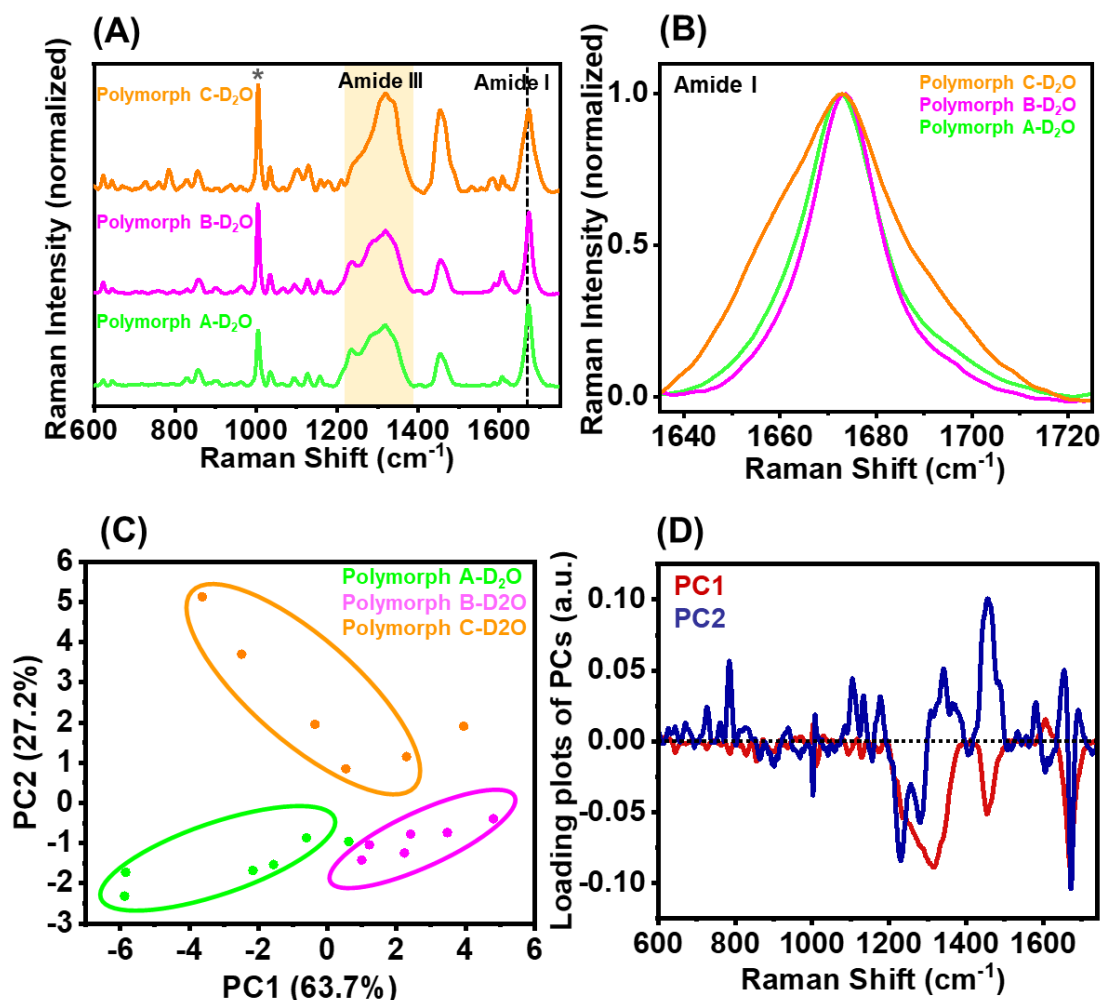 (A)
Raman Intensity (normalized)
*
Amide III
Amide I
Polymorph C-D₂O
Polymorph B-D₂O
Polymorph A-D₂O
600 800 1000 1200 1400 1600
Raman Shift (cm⁻¹)
(B)
Raman Intensity (normalized)
Amide I
Polymorph C-D₂O
Polymorph B-D₂O
Polymorph A-D₂O
1.0
0.5
0.0
1640 1660 1680 1700 1720
Raman Shift (cm⁻¹)
(C)
PC2 (27.2%)
Polymorph A-D₂O
Polymorph B-D2O
Polymorph C-D2O
6
5
4
3
2
1
0
-1
-2
-3
-6 -4 -2 0 2 4 6
PC1 (63.7%)
(D)
Loading plots of PCs (a.u.)
PC1
PC2
0.10
0.05
0.00
-0.05
-0.10
600 800 1000 1200 1400 1600
Raman Shift (cm⁻¹)